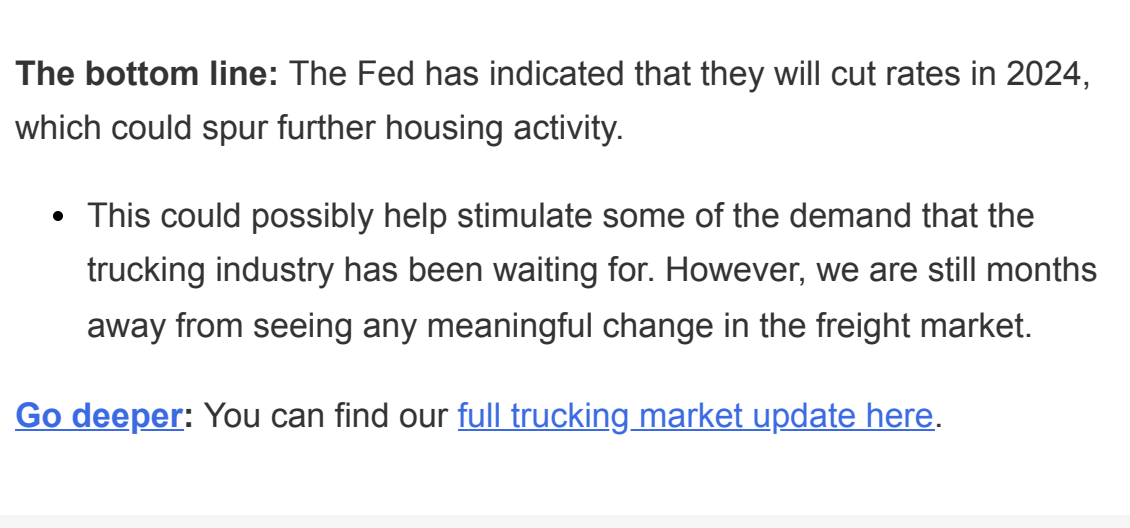 The bottom line: The Fed has indicated that they will cut rates in 2024,
which could spur further housing activity.
• This could possibly help stimulate some of the demand that the
trucking industry has been waiting for. However, we are still months
away from seeing any meaningful change in the freight market.
Go deeper: You can find our full trucking market update here.